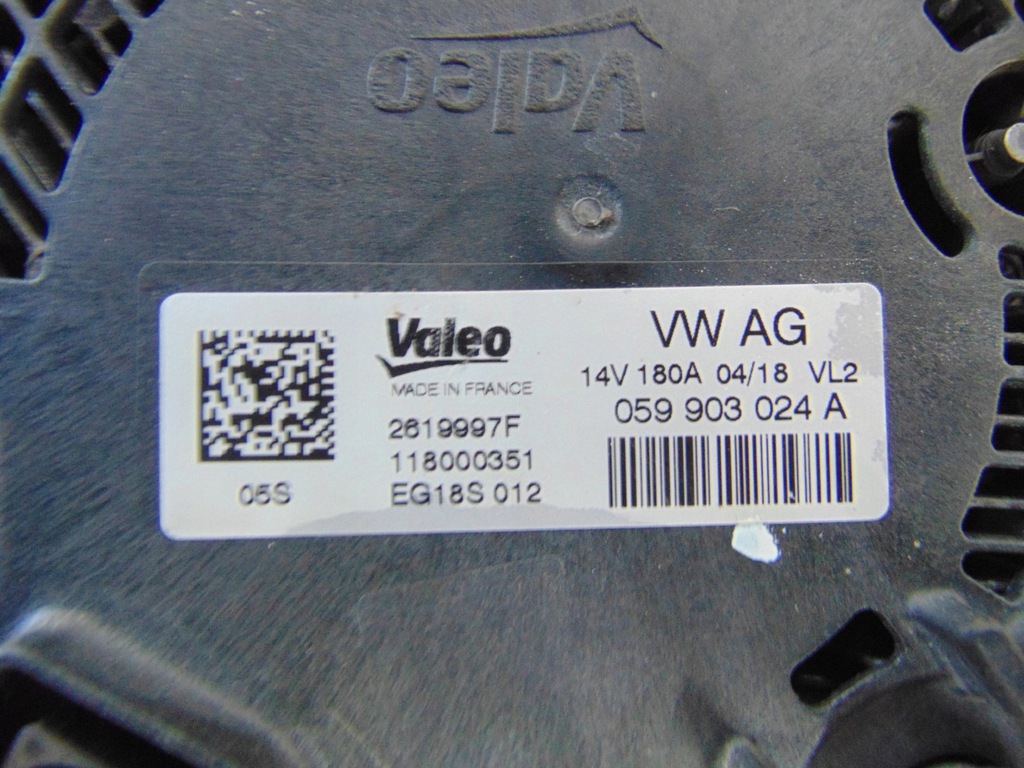 Valeo
Valeo
MADE IN FRANCE
2619997F
118000351
EG18S 012
05S
VW AG
14V 180A 04/18 VL2
059 903 024 A